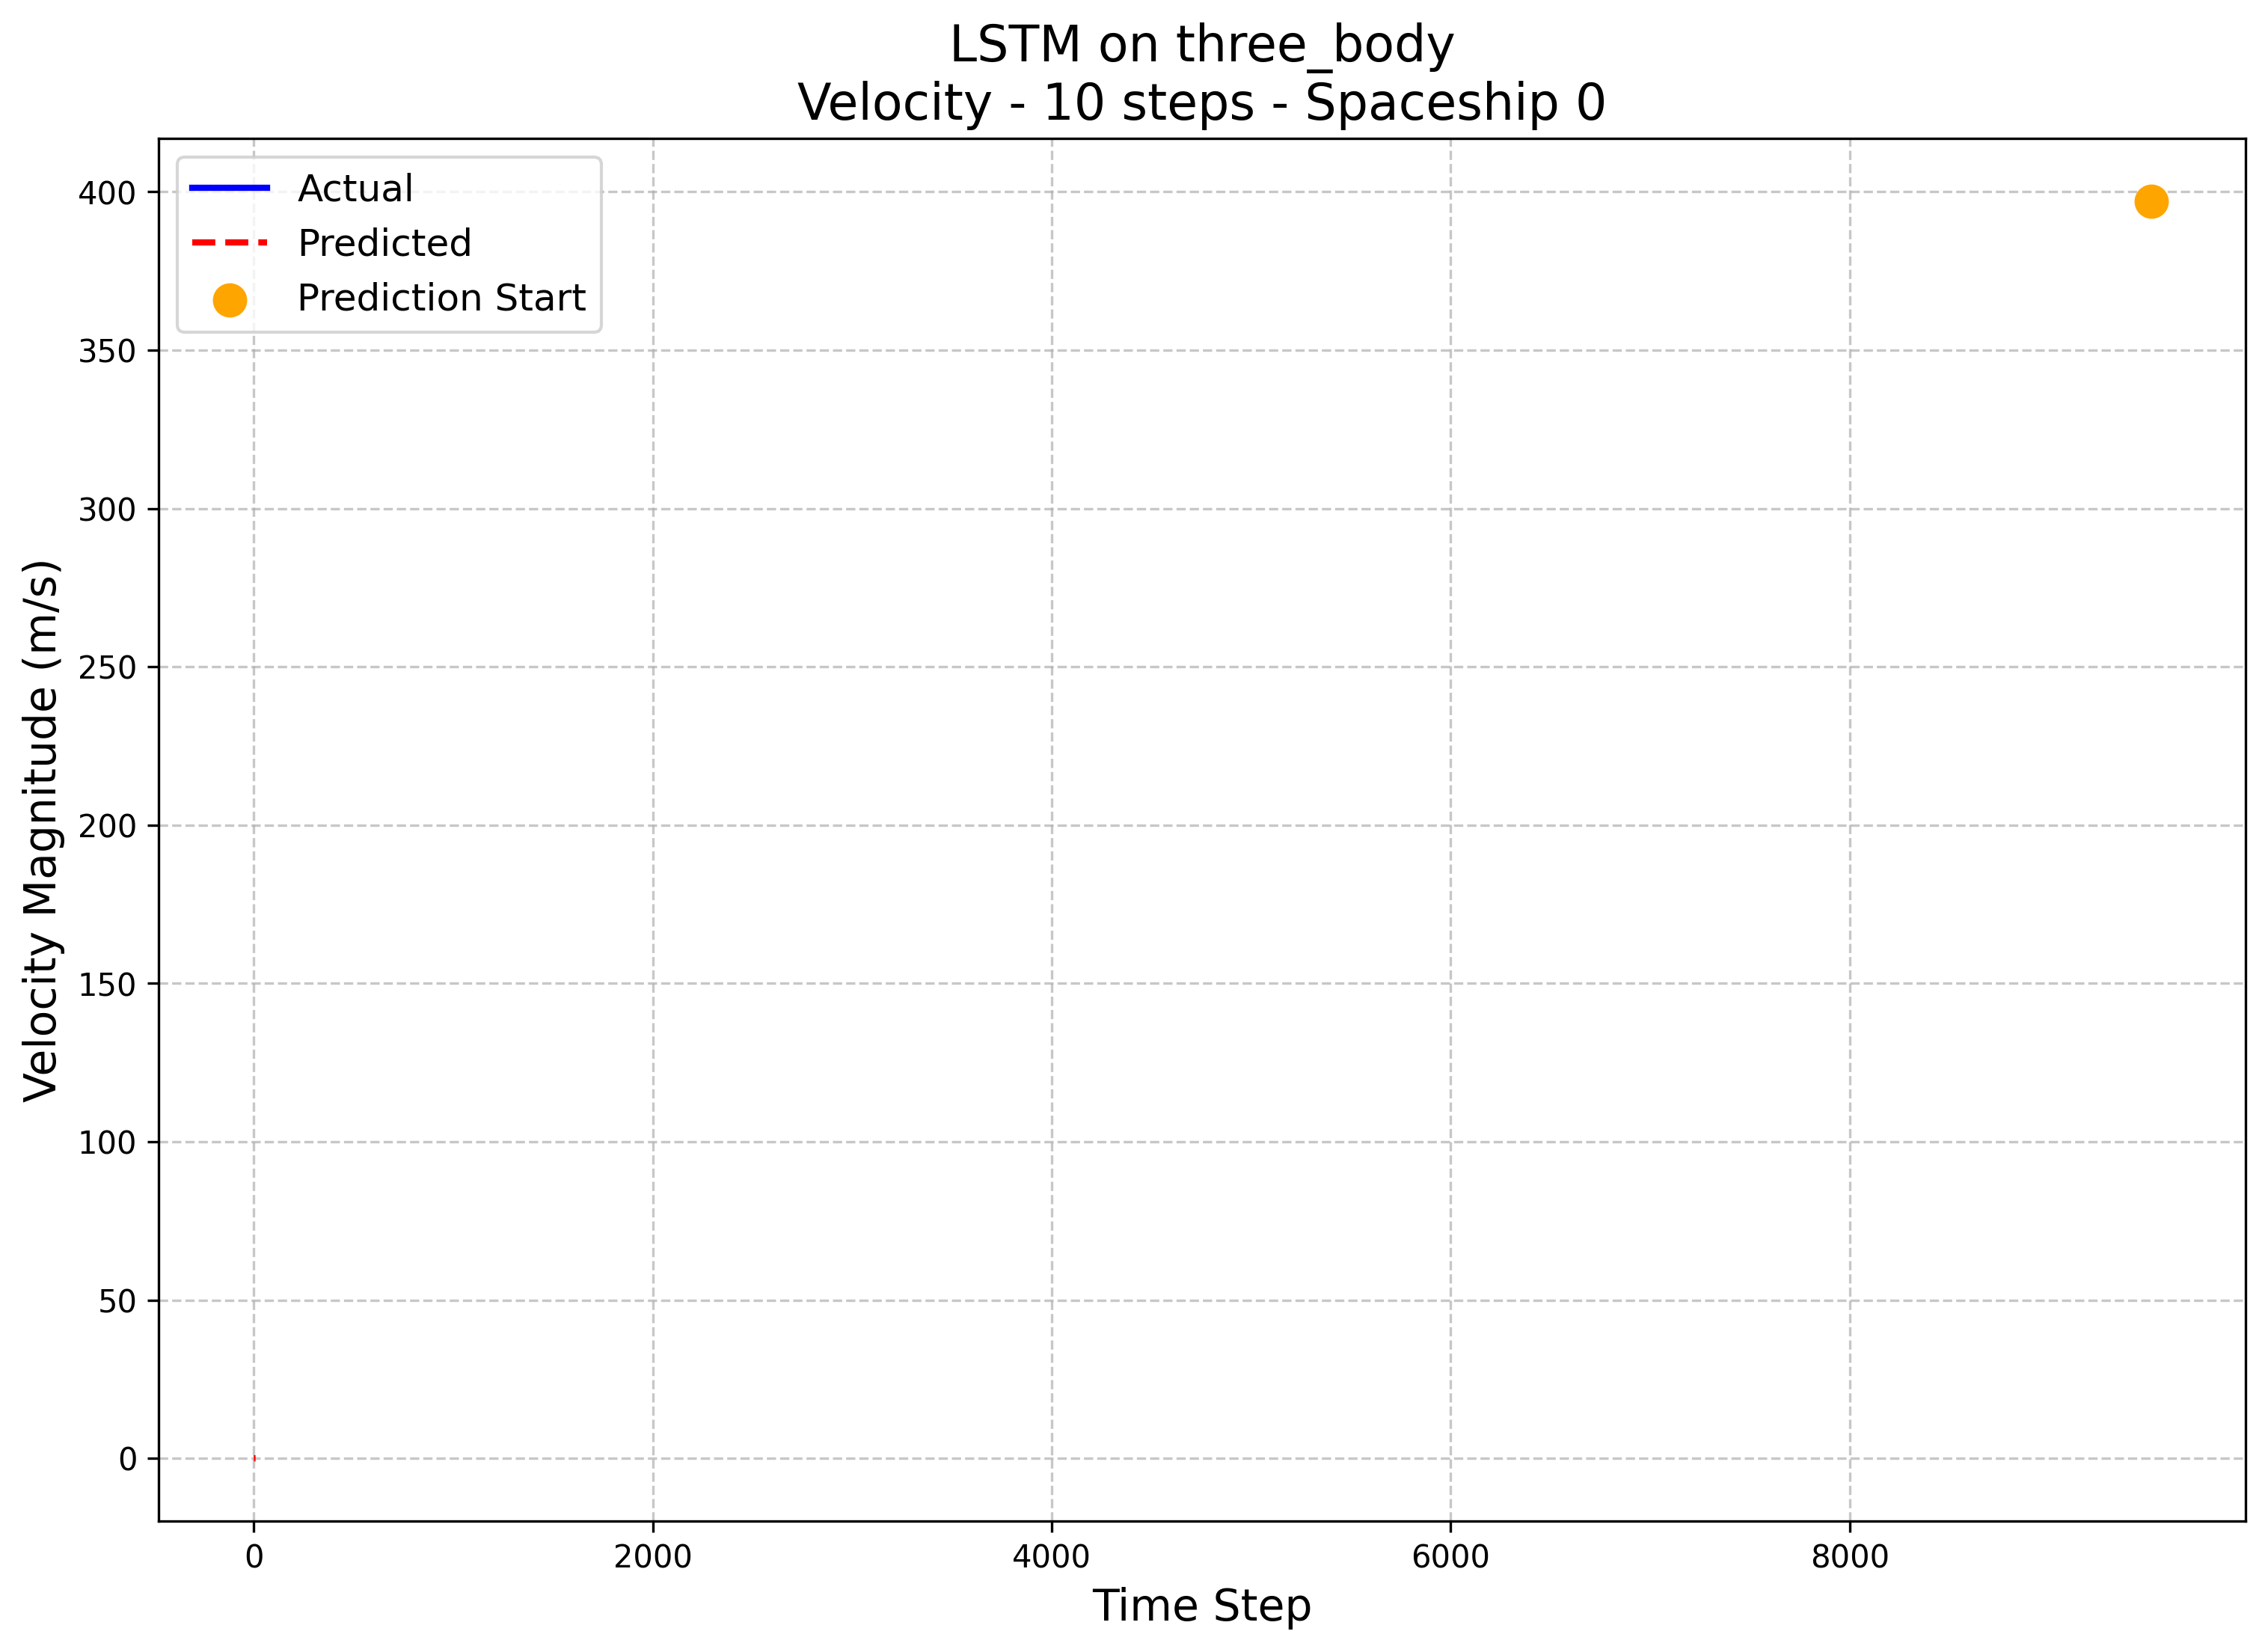 LSTM on three_body
Velocity - 10 steps - Spaceship 0
Actual
Predicted
Prediction Start
Velocity Magnitude (m/s)
400
350
300
250
200
150
100
50
0
0
2000
4000
6000
8000
Time Step